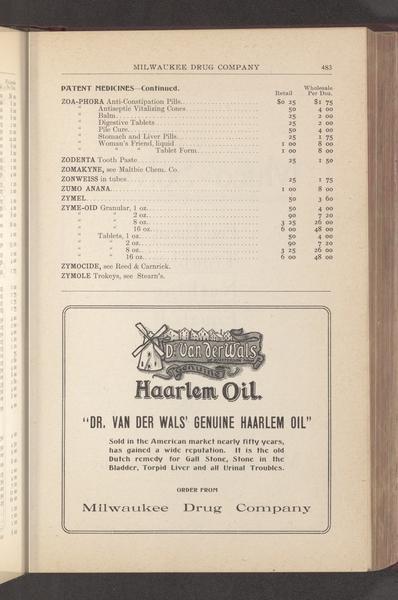 MILWAUKEE DRUG COMPANY 483
PATENT MEDICINES—Continued. Retail Wholesale Per Doz.
ZOA-PHORA Anti-Constipation Pills. $0 25 $1 75
" Antiseptic Vitalizing Cones 50 4 00
" Balm 25 2 00
" Digestive Tablets 25 2 00
" Pile Cure 50 4 00
" Stomach and Liver Pills 25 1 75
" Woman's Friend, liquid 1 00 8 00
" " Tablet Form 1 00 8 00
ZODENTA Tooth Paste 25 1 50
ZOMAKYNE, see Maltbie Chem. Co.
ZONWEISS in tubes 25 1 75
ZUMO ANANA 1 00 8 00
ZYMEL 50 3 60
ZYME-OID Granular, 1 oz. 50 4 00
" " 2 oz. 90 7 20
" " 8 oz. 3 25 26 00
" " 16 oz. 6 00 48 00
" Tablets, 1 oz. 50 4 00
" " 2 oz. 90 7 20
" " 8 oz. 3 25 26 00
" " 16 oz. 6 00 48 00
ZYMOCIDE, see Reed & Carnrick.
ZYMOLE Trokeys, see Stearn's.
Dr. Van der Wals'
Genuine
Haarlem Oil.
"DR. VAN DER WALS' GENUINE HAARLEM OIL"
Sold in the American market nearly fifty years,
has gained a wide reputation. It is the old
Dutch remedy for Gall Stone, Stone in the
Bladder, Torpid Liver and all Urinal Troubles.
ORDER FROM
Milwaukee Drug Company